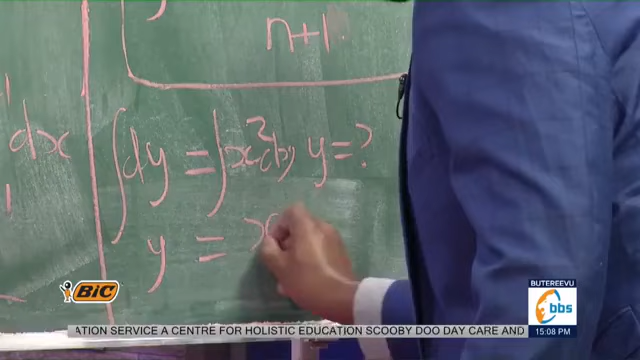 n+1
dx
∫dy = ∫x²dx, y = ?
y = x
BiC
BUTEREEVU
bbs
15:08 PM
ATION SERVICE A CENTRE FOR HOLISTIC EDUCATION SCOOBY DOO DAY CARE AND